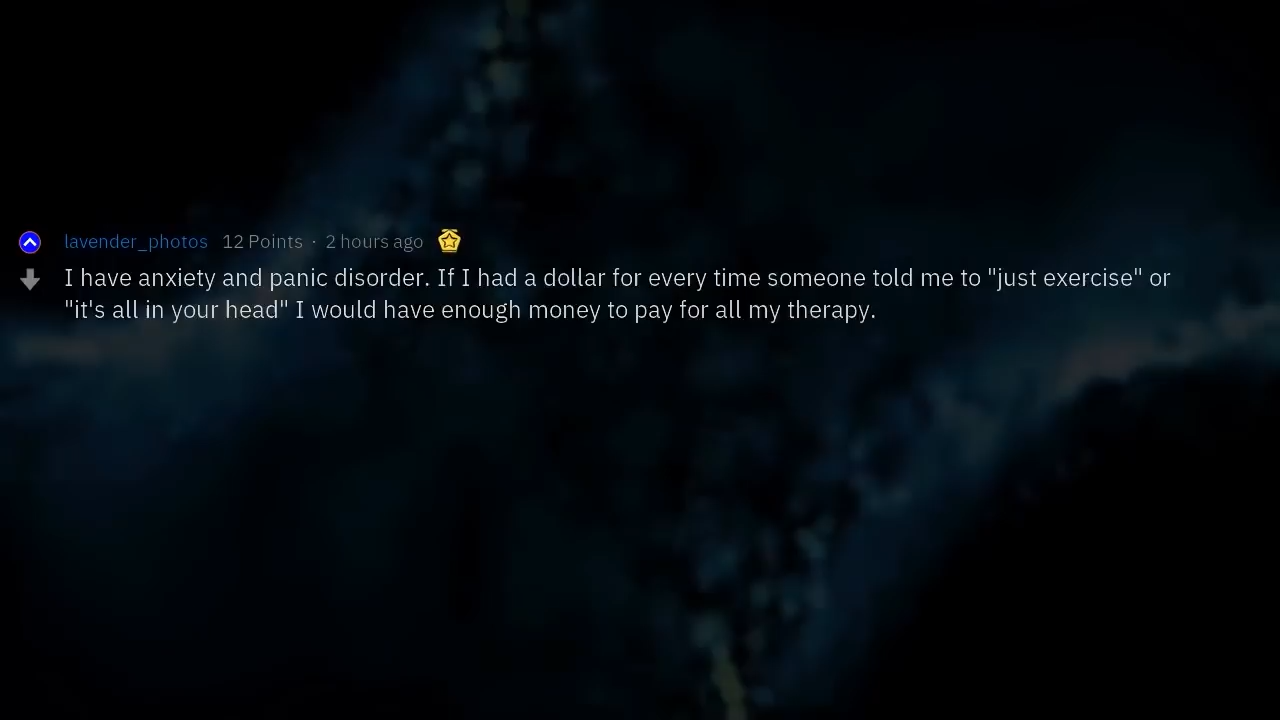 lavender_photos 12 Points · 2 hours ago
I have anxiety and panic disorder. If I had a dollar for every time someone told me to "just exercise" or
"it's all in your head" I would have enough money to pay for all my therapy.